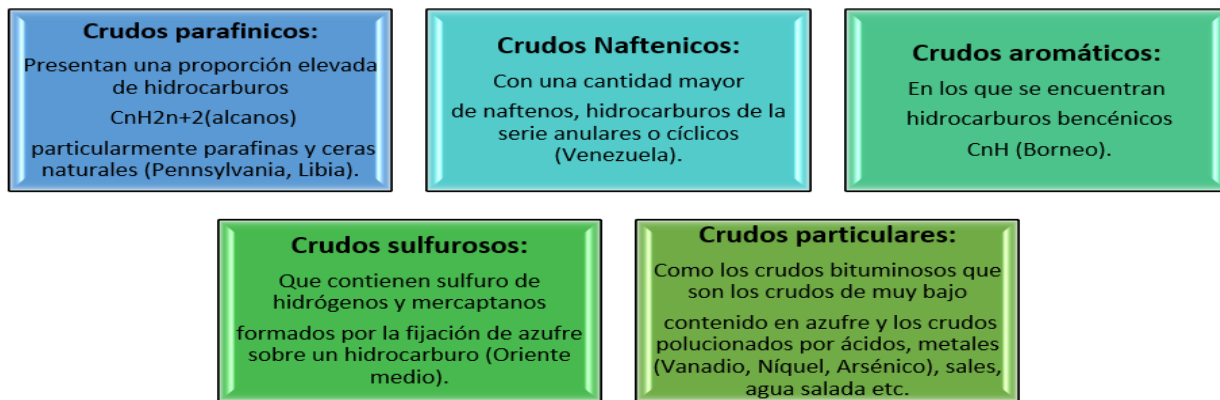 Crudos parafinicos:
Presentan una proporción elevada
de hidrocarburos
CnH2n+2(alcanos)
particularmente parafinas y ceras
naturales (Pennsylvania, Libia).
Crudos Naftenicos:
Con una cantidad mayor
de naftenos, hidrocarburos de la
serie anulares o cíclicos
(Venezuela).
Crudos aromáticos:
En los que se encuentran
hidrocarburos bencénicos
CnH (Borneo).
Crudos sulfurosos:
Que contienen sulfuro de
hidrógenos y mercaptanos
formados por la fijación de azufre
sobre un hidrocarburo (Oriente
medio).
Crudos particulares:
Como los crudos bituminosos que
son los crudos de muy bajo
contenido en azufre y los crudos
polucionados por ácidos, metales
(Vanadio, Níquel, Arsénico), sales,
agua salada etc.